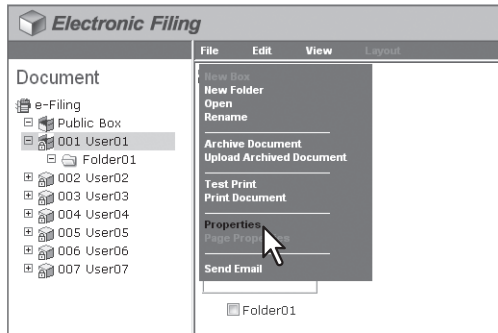 Electronic Filing
File Edit View Layout
Document
e-Filing
Public Box
001 User01
Folder01
002 User02
003 User03
004 User04
005 User05
006 User06
007 User07
New Box
New Folder
Open
Rename
Archive Document
Upload Archived Document
Test Print
Print Document
Properties
Page Properties
Send Email
Folder01